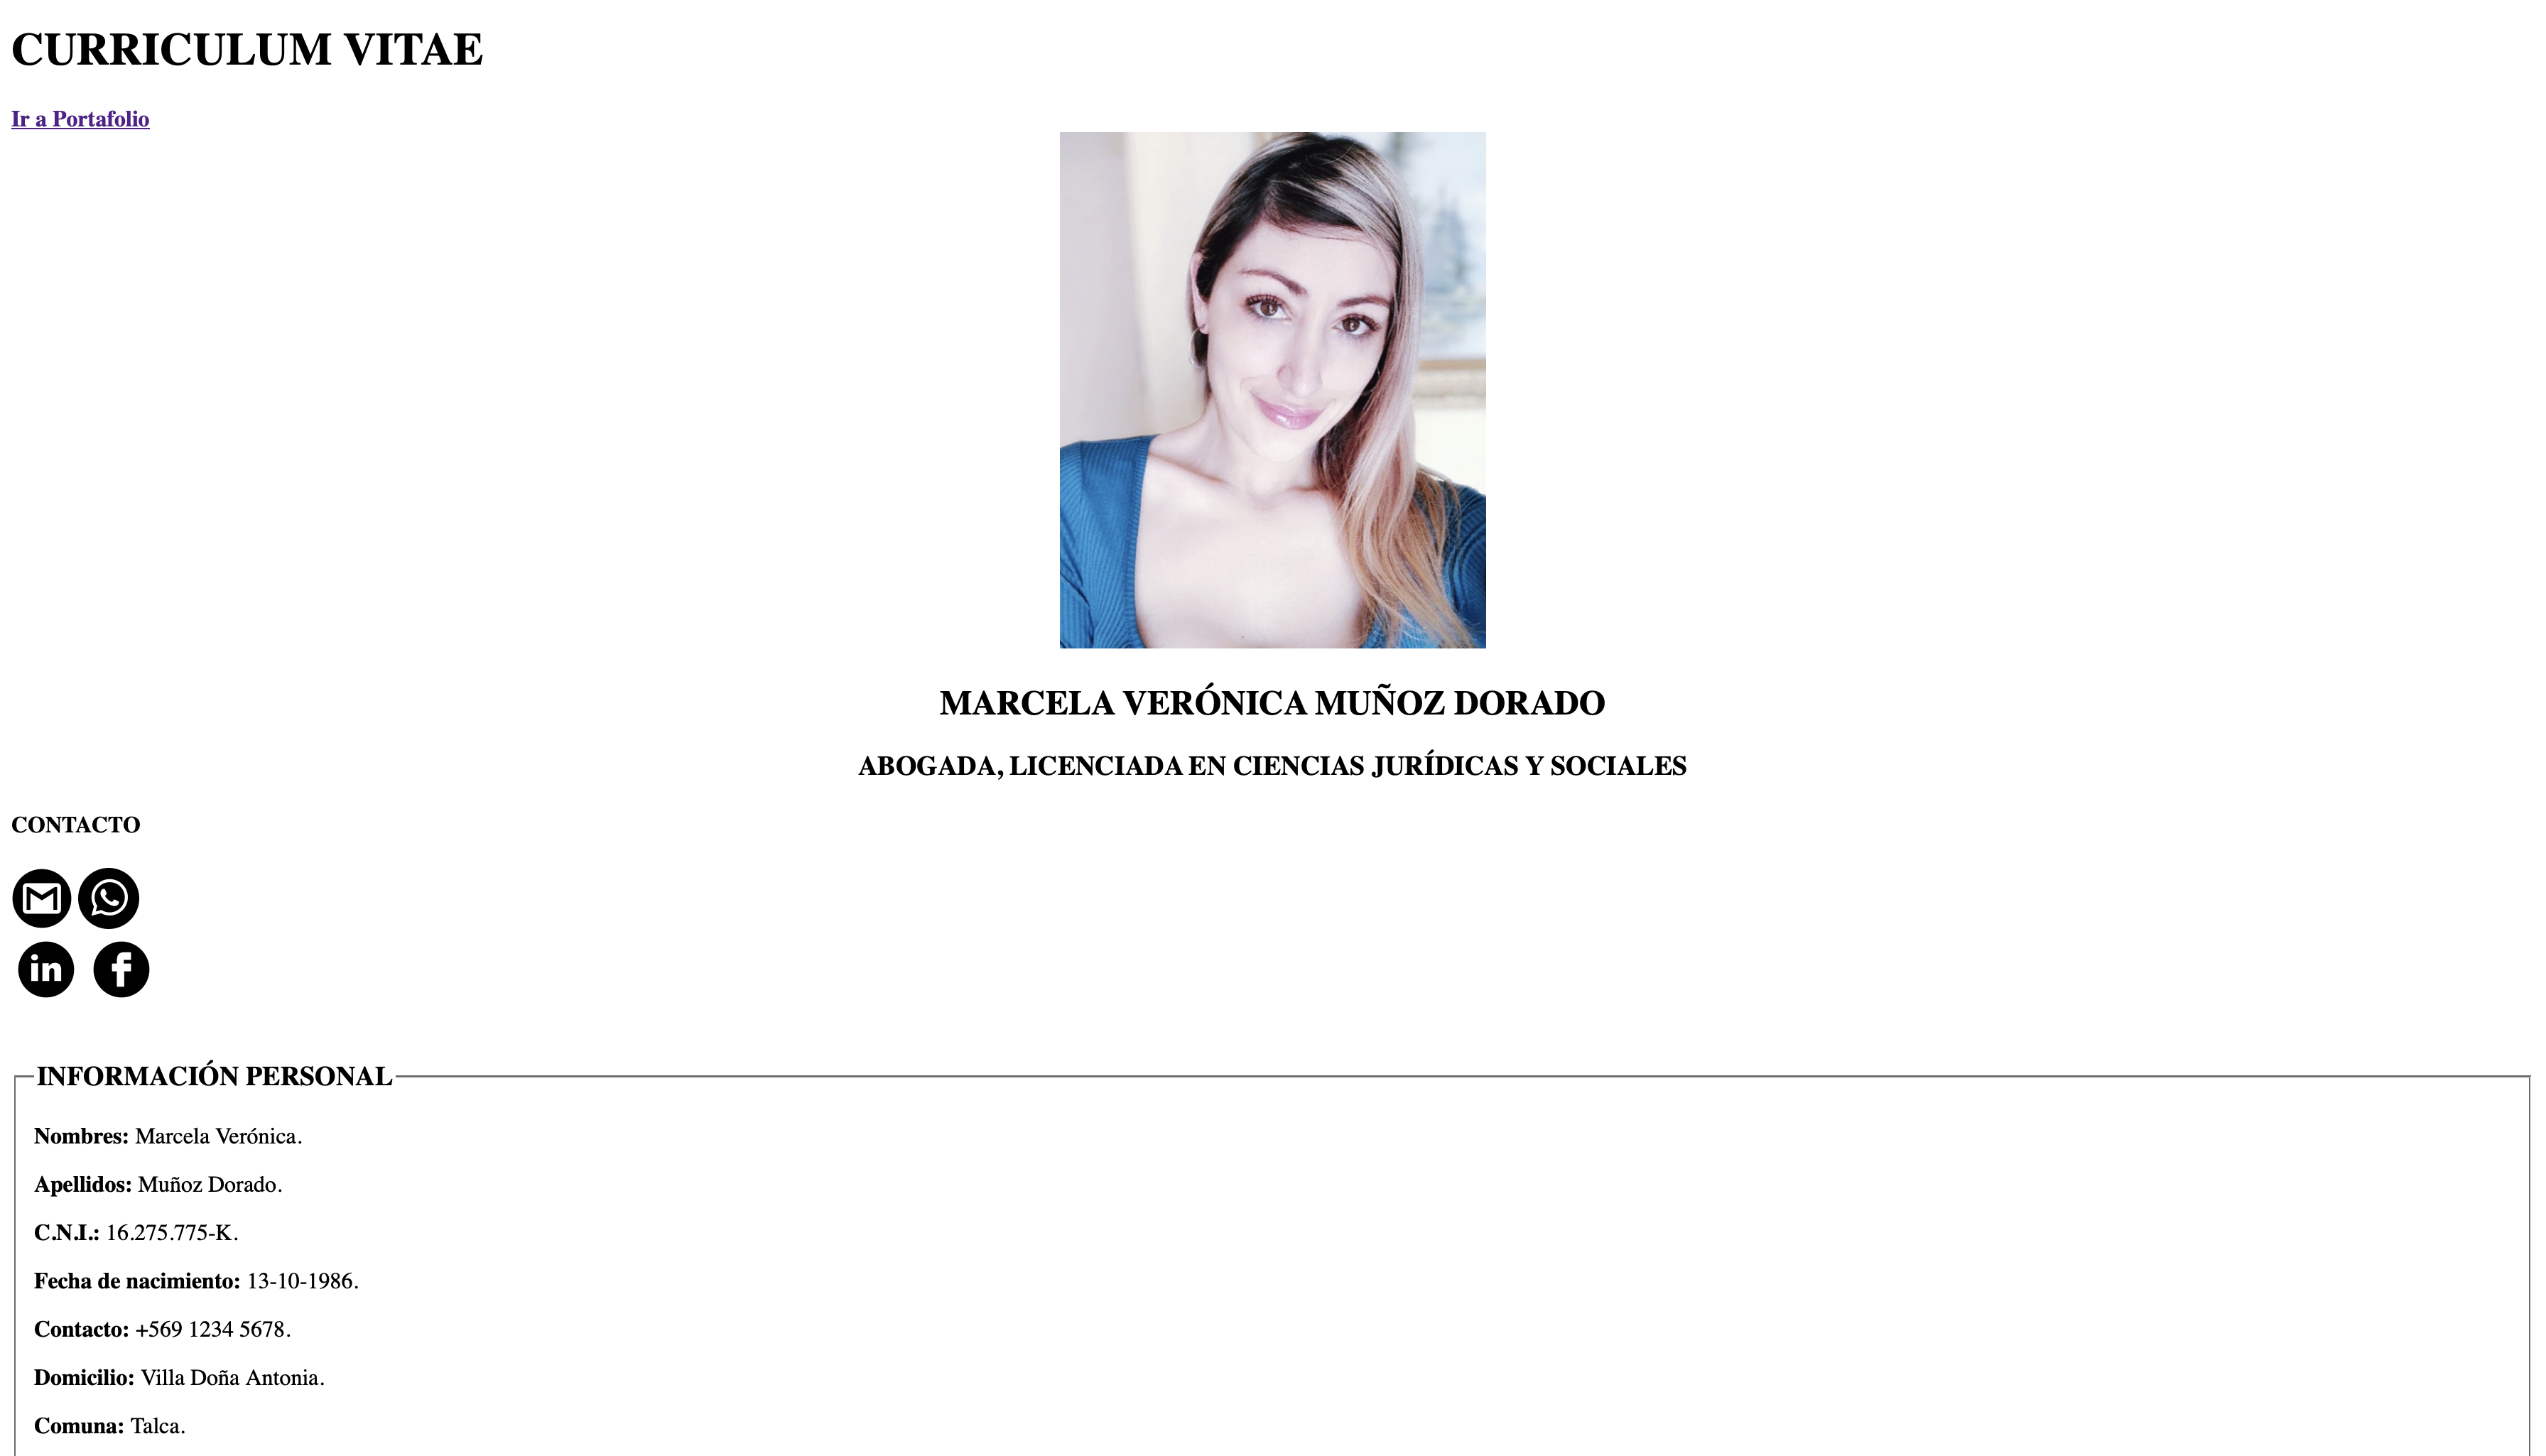 CURRICULUM VITAE
Ir a Portafolio
MARCELA VERÓNICA MUÑOZ DORADO
ABOGADA, LICENCIADA EN CIENCIAS JURÍDICAS Y SOCIALES
CONTACTO
in f
INFORMACIÓN PERSONAL
Nombres: Marcela Verónica.
Apellidos: Muñoz Dorado.
C.N.I.: 16.275.775-K.
Fecha de nacimiento: 13-10-1986.
Contacto: +569 1234 5678.
Domicilio: Villa Doña Antonia.
Comuna: Talca.